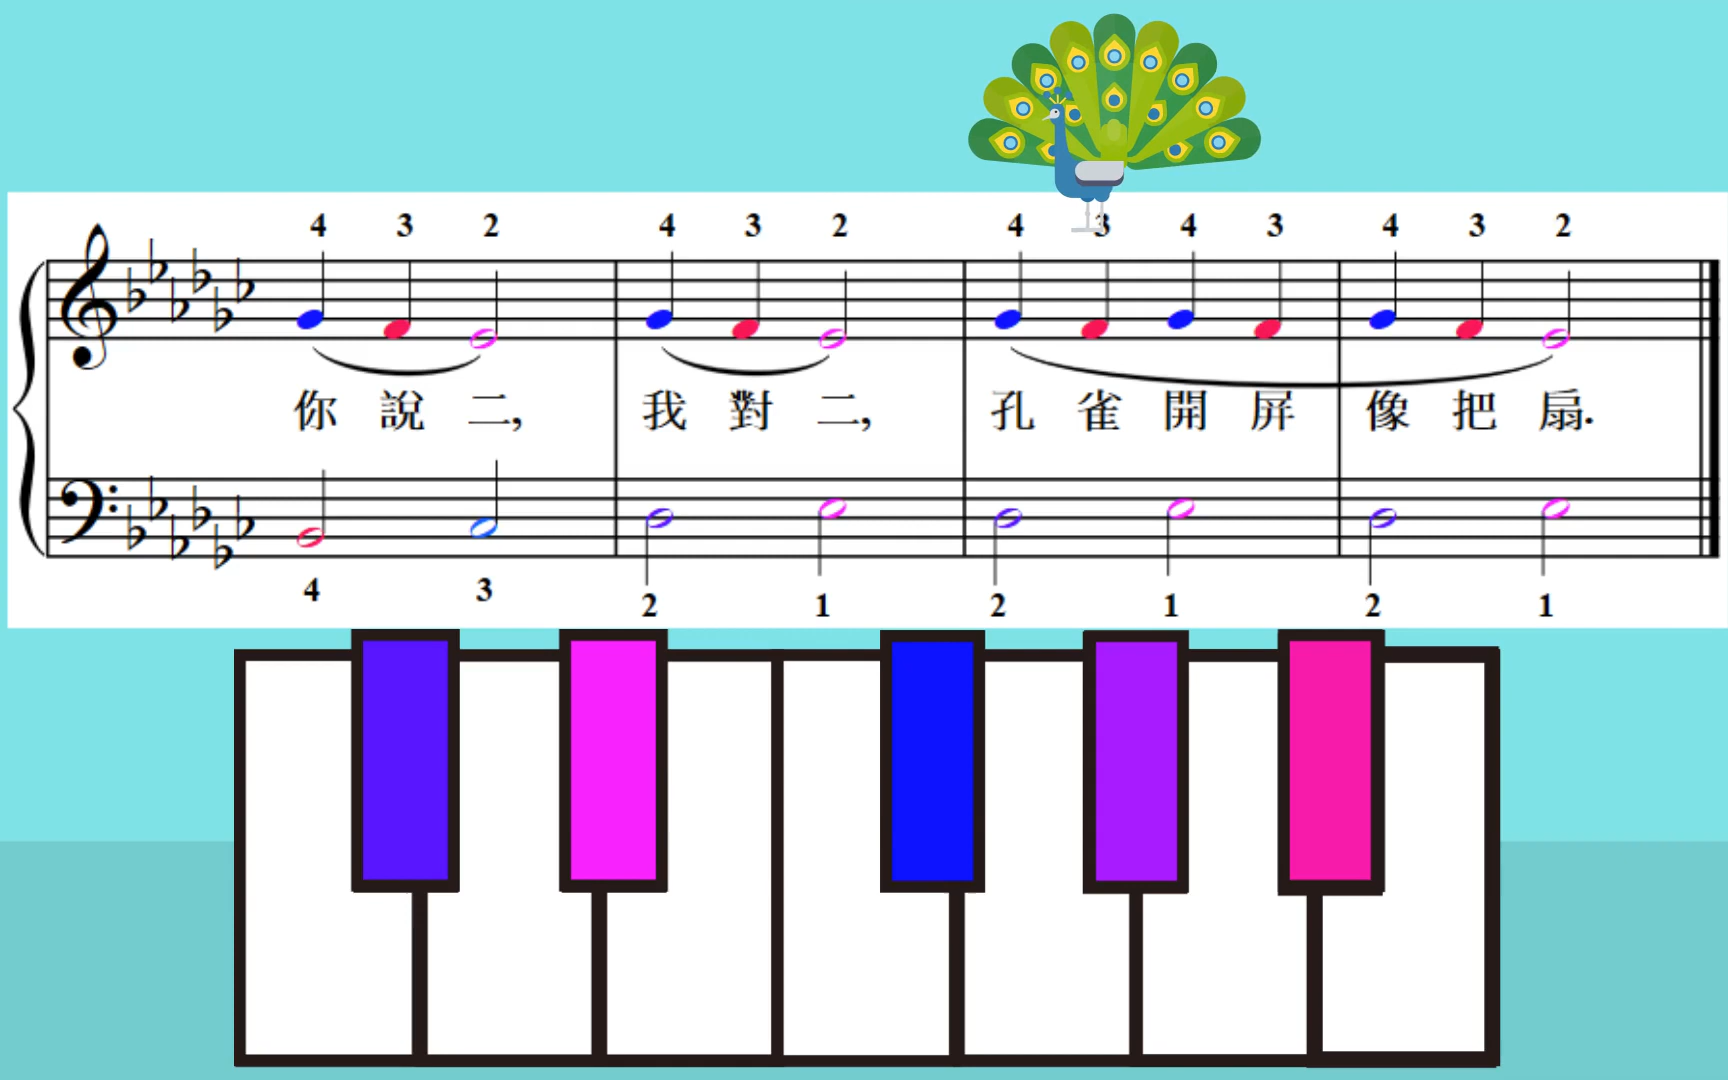 4 3 2 4 3 2 4 3 4 3 4 3 2
你 說 二, 我 對 二, 孔 雀 開 屏 像 把 扇.
4 3 2 1 2 1 2 1